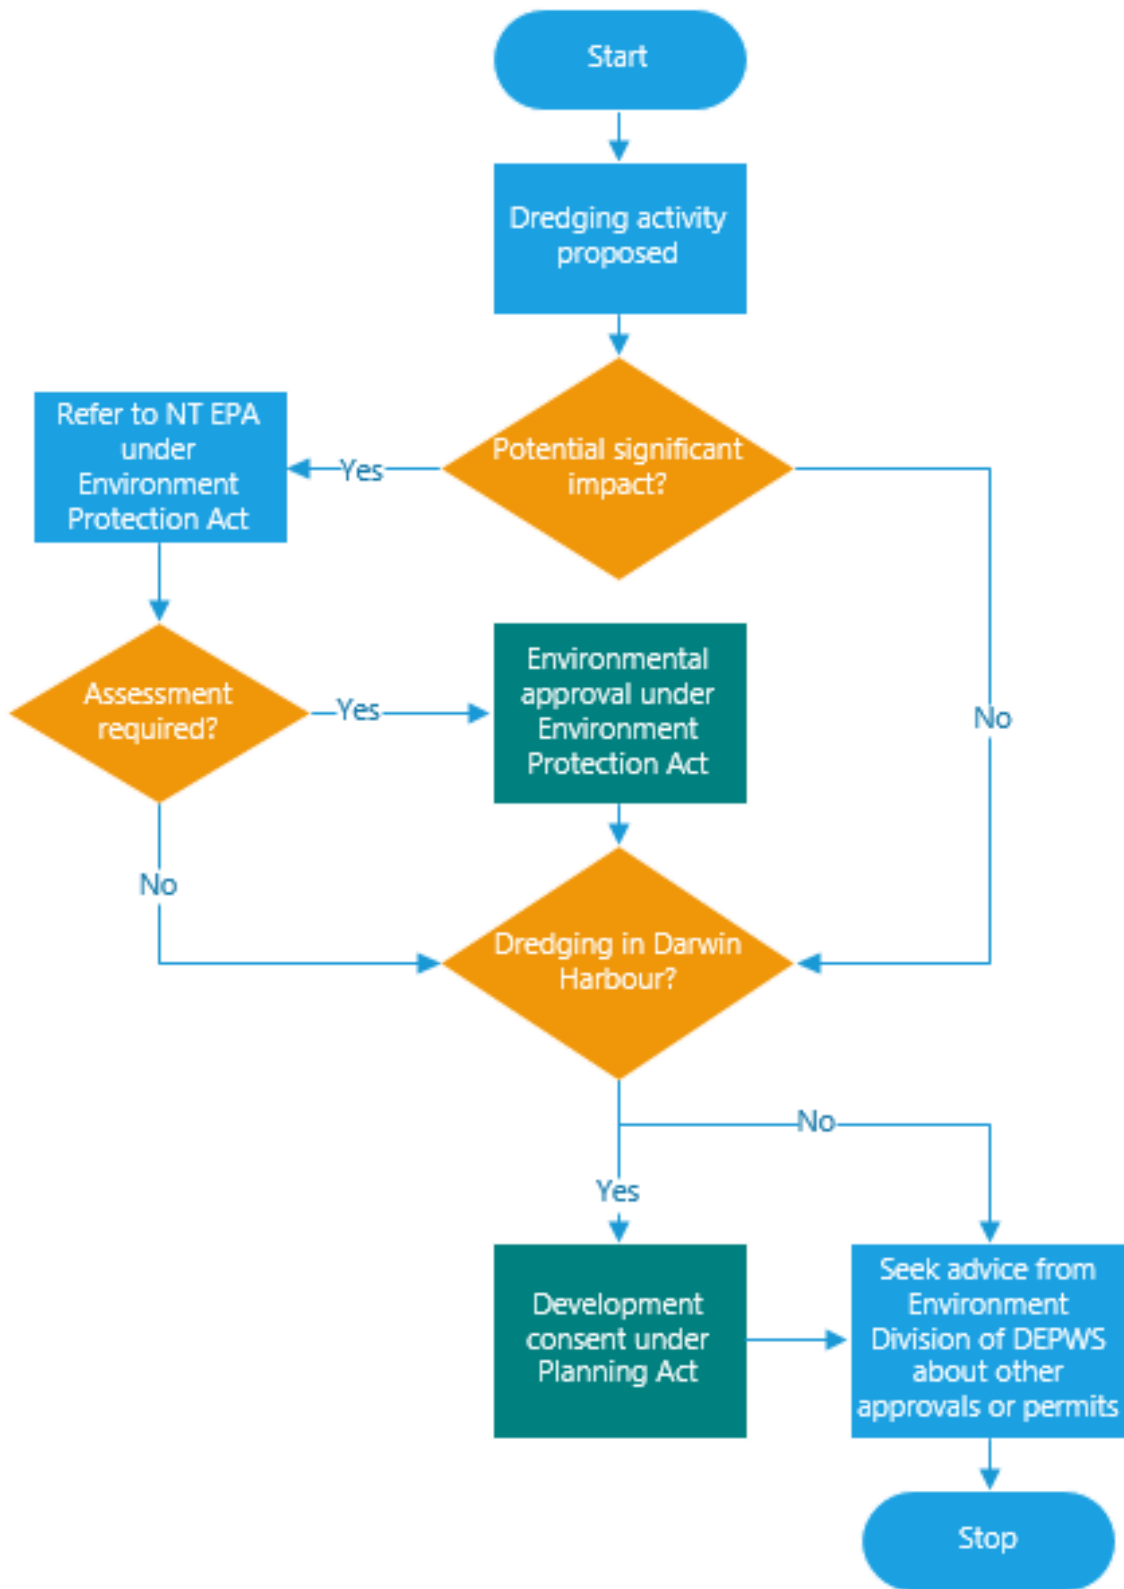 Start
Dredging activity
proposed
Potential significant
impact?
Yes
Refer to NT EPA
under
Environment
Protection Act
No
Assessment
required?
Yes
Environmental
approval under
Environment
Protection Act
No
Dredging in Darwin
Harbour?
No
Yes
Development
consent under
Planning Act
Seek advice from
Environment
Division of DEPWS
about other
approvals or permits
Stop